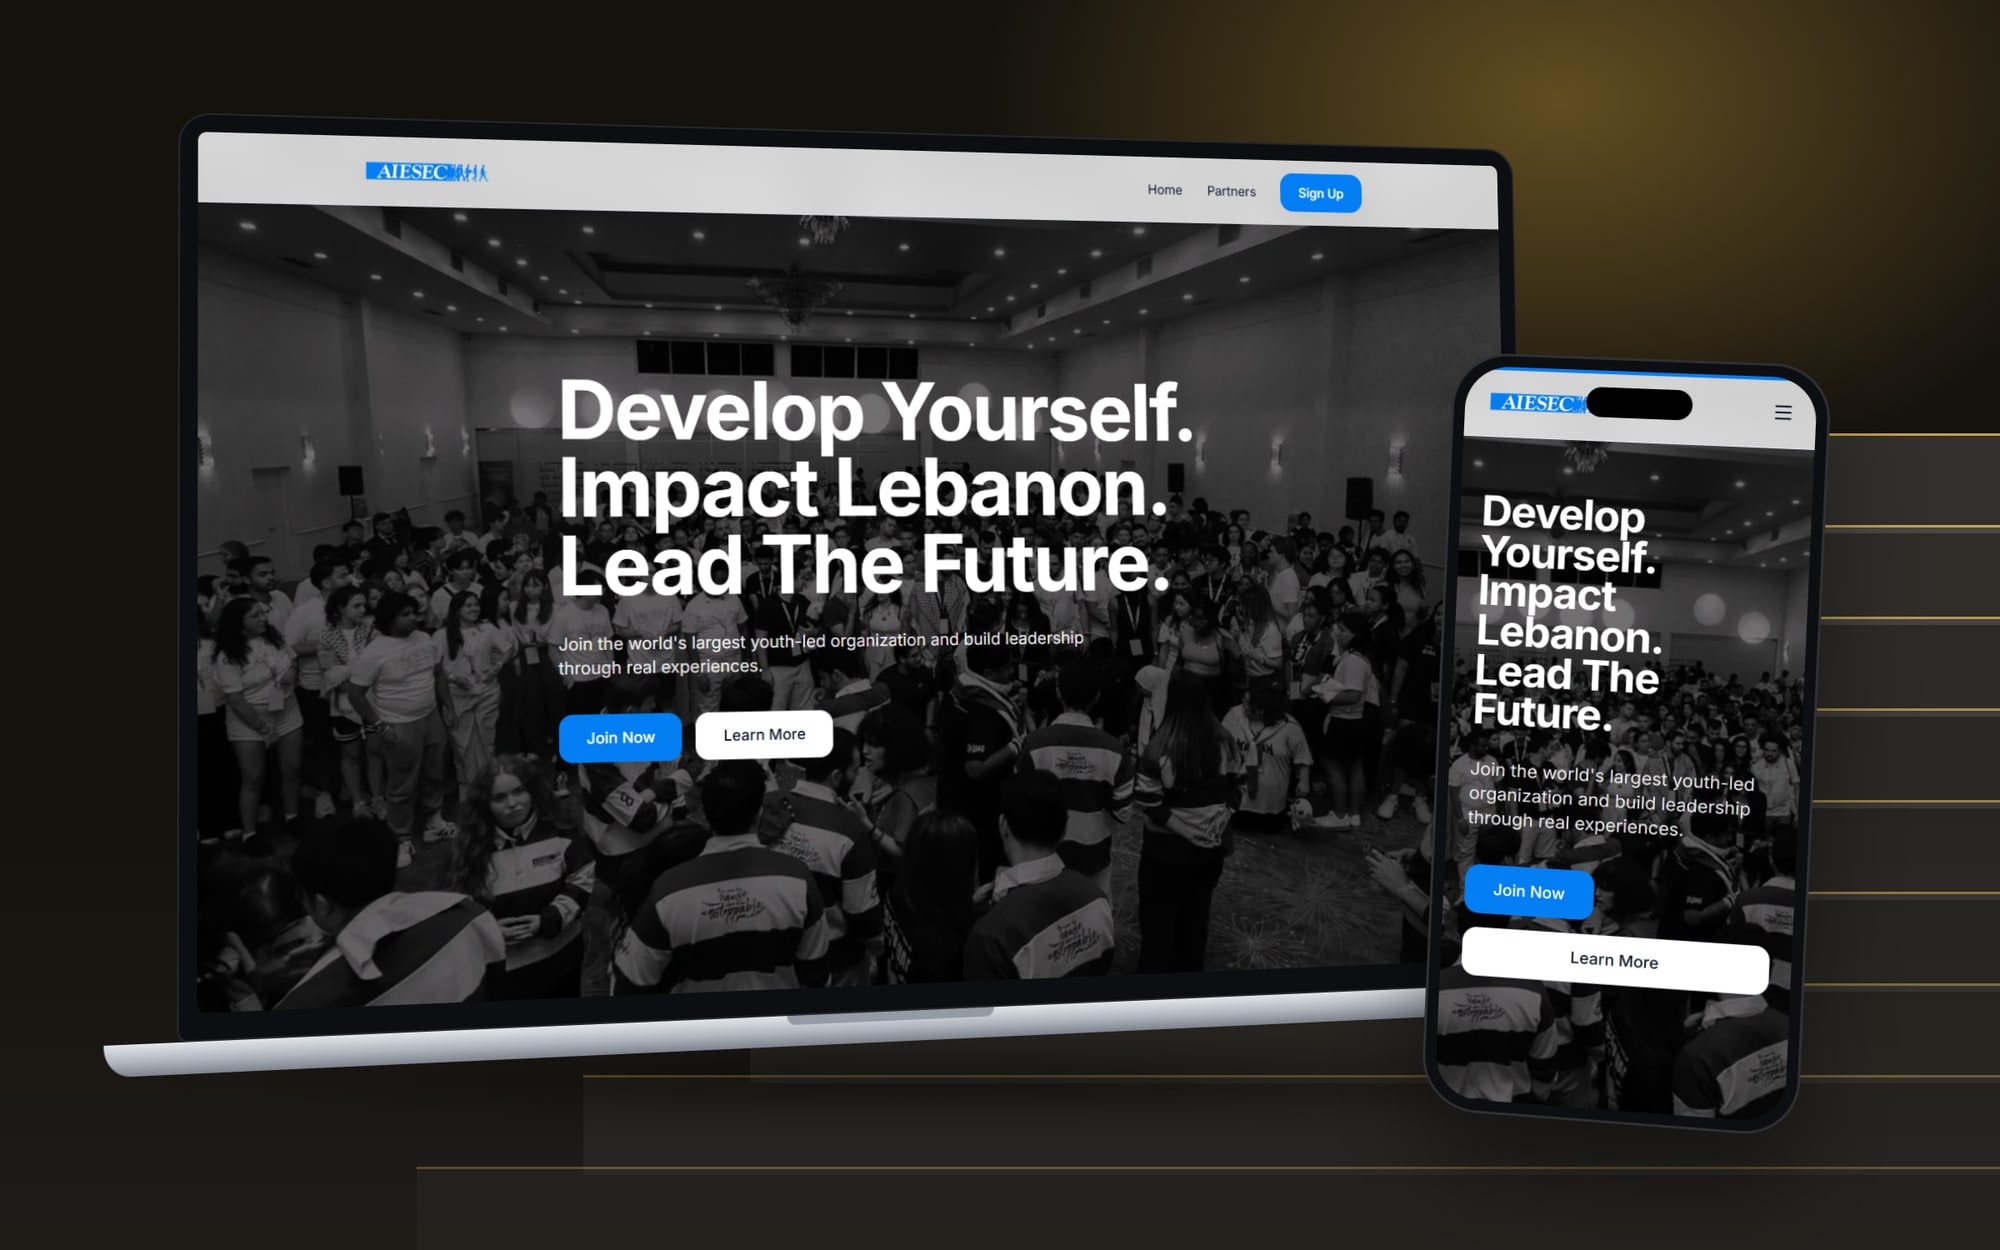 AIESEC
Home
Partners
Sign Up
Develop Yourself.
Impact Lebanon.
Lead The Future.
Join the world's largest youth-led organization and build leadership
through real experiences.
Join Now
Learn More
AIESEC
Develop
Yourself.
Impact
Lebanon.
Lead The
Future.
Join the world's largest youth-led
organization and build leadership
through real experiences.
Join Now
Learn More